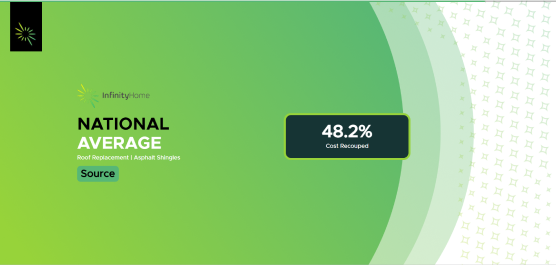 InfinityHome
NATIONAL
AVERAGE
Roof Replacement | Asphalt Shingles
Source
48.2%
Cost Recouped